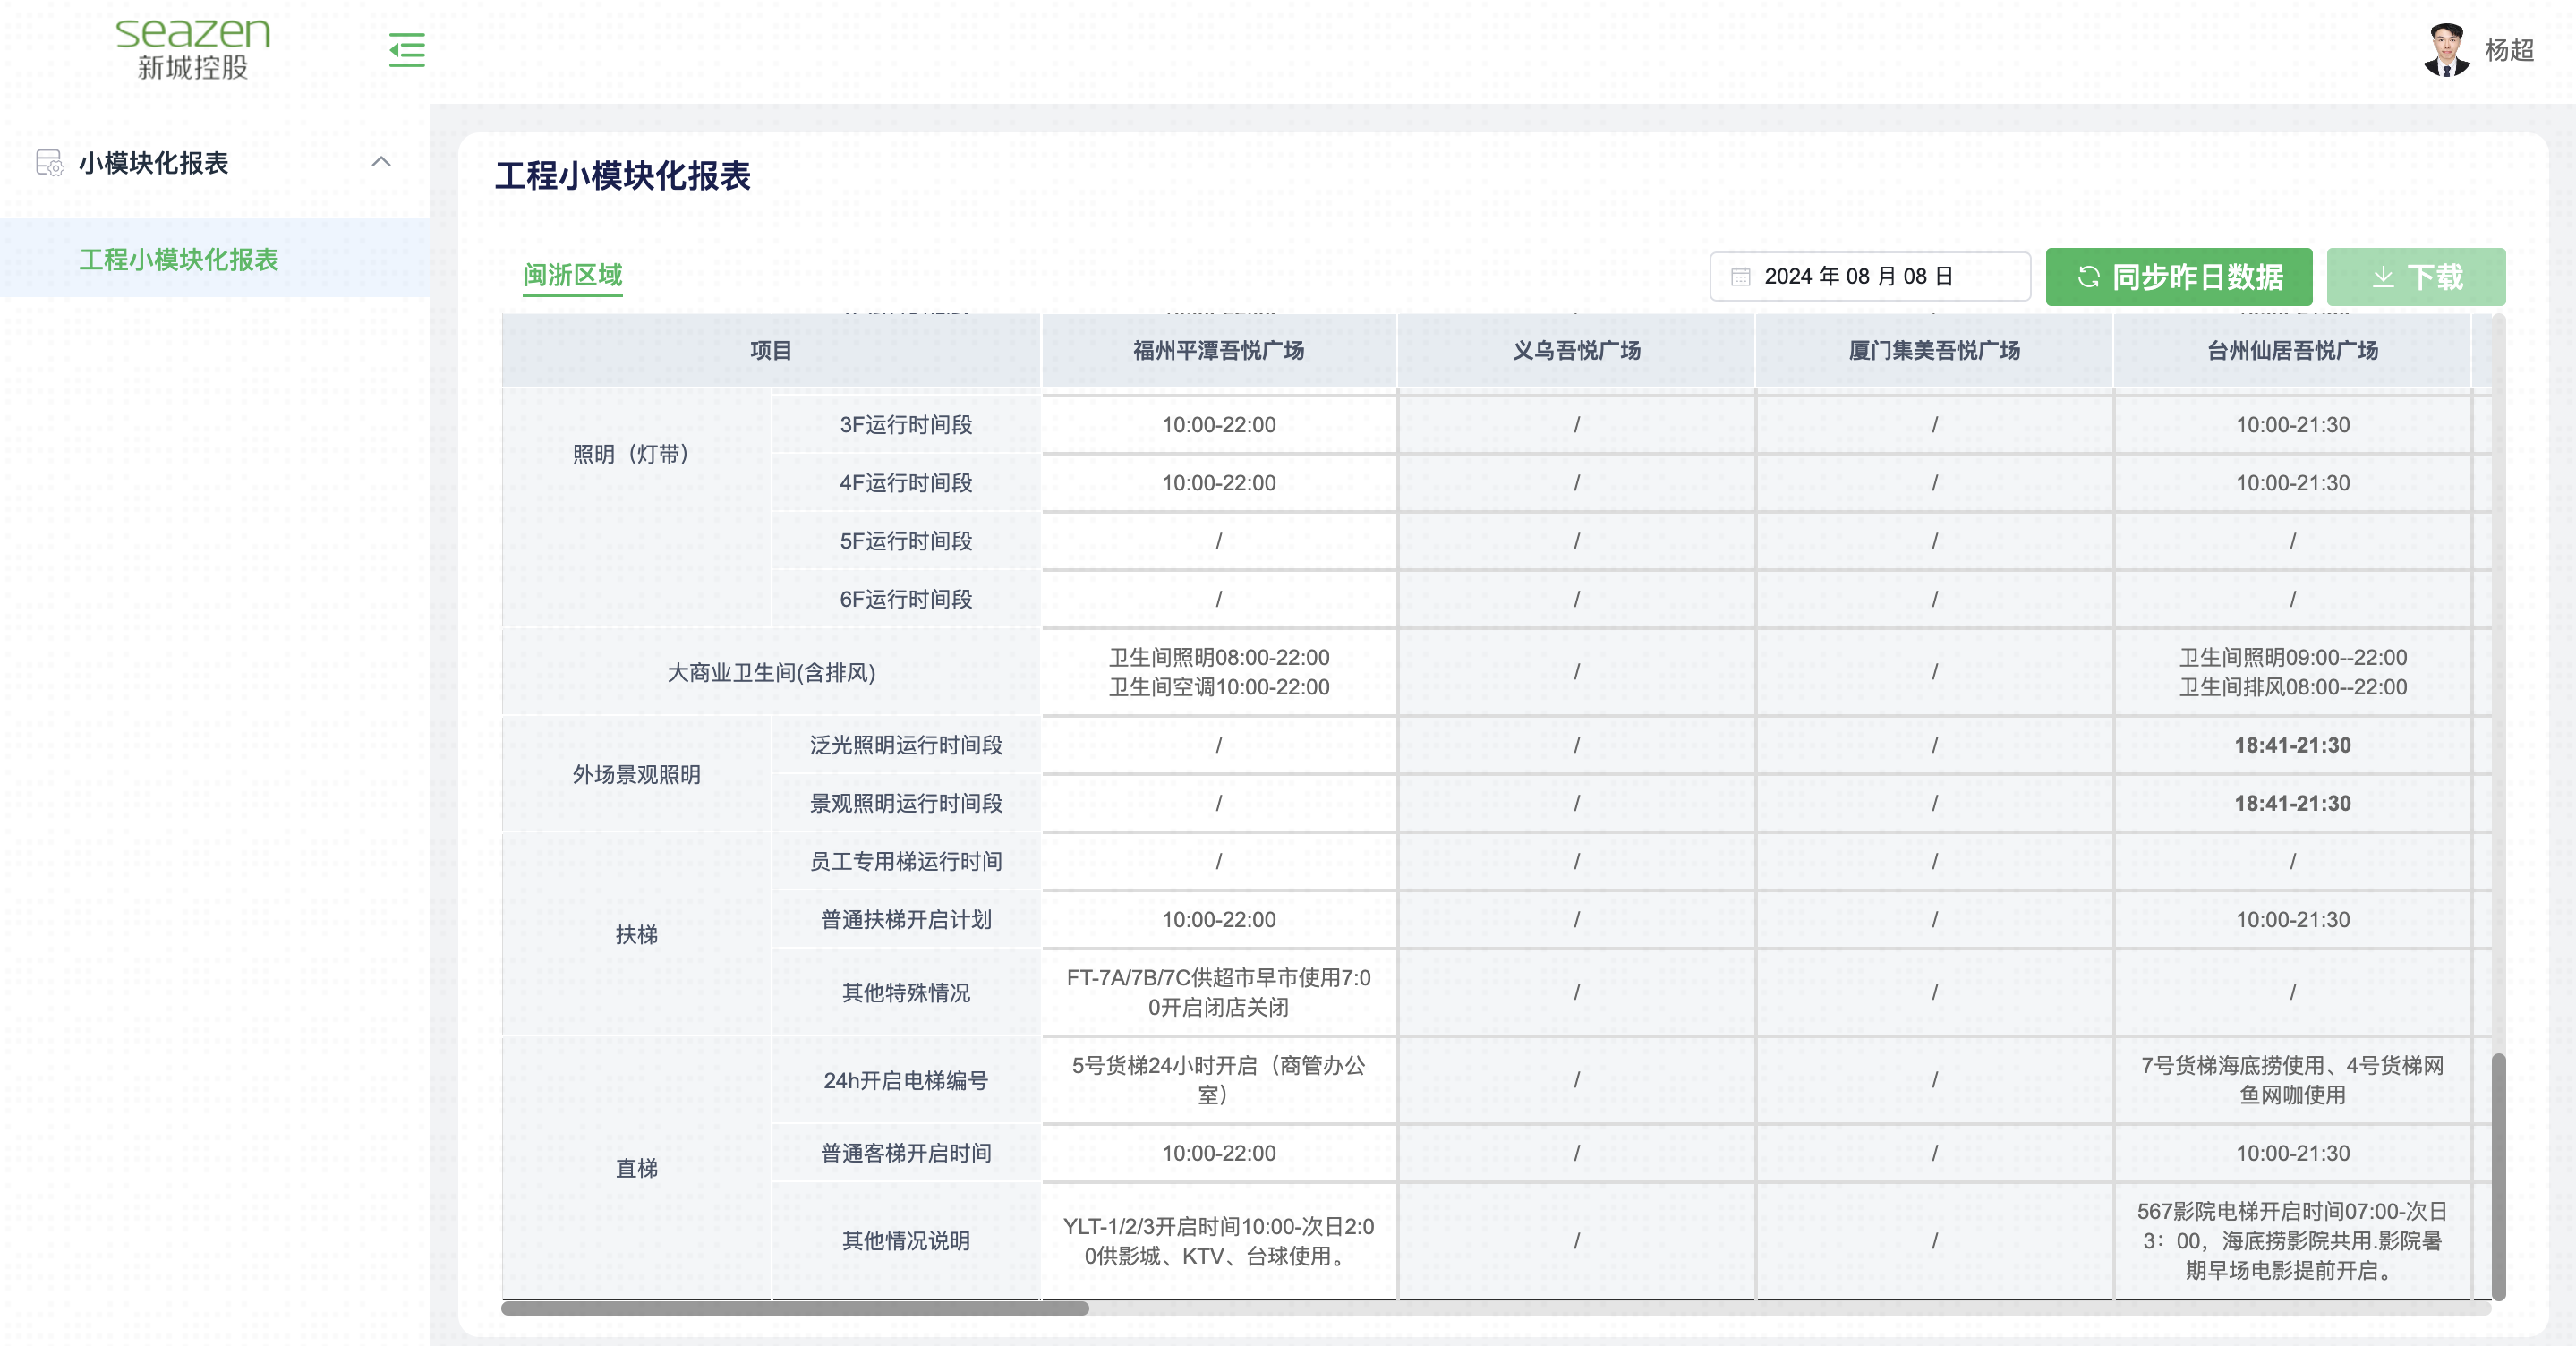 seazen
新城控股
杨超
小模块化报表
工程小模块化报表
工程小模块化报表
闽浙区域
2024 年 08 月 08 日
同步昨日数据
下载
项目
福州平潭吾悦广场
义乌吾悦广场
厦门集美吾悦广场
台州仙居吾悦广场
照明（灯带）
3F运行时间段
10:00-22:00
/
/
10:00-21:30
4F运行时间段
10:00-22:00
/
/
10:00-21:30
5F运行时间段
/
/
/
/
6F运行时间段
/
/
/
/
大商业卫生间(含排风)
卫生间照明08:00-22:00
卫生间空调10:00-22:00
/
/
卫生间照明09:00--22:00
卫生间排风08:00--22:00
外场景观照明
泛光照明运行时间段
/
/
/
18:41-21:30
景观照明运行时间段
/
/
/
18:41-21:30
扶梯
员工专用梯运行时间
/
/
/
/
普通扶梯开启计划
10:00-22:00
/
/
10:00-21:30
其他特殊情况
FT-7A/7B/7C供超市早市使用7:0
0开启闭店关闭
/
/
/
直梯
24h开启电梯编号
5号货梯24小时开启（商管办公
室）
/
/
7号货梯海底捞使用、4号货梯网
鱼网咖使用
普通客梯开启时间
10:00-22:00
/
/
10:00-21:30
其他情况说明
YLT-1/2/3开启时间10:00-次日2:0
0供影城、KTV、台球使用。
/
/
567影院电梯开启时间07:00-次日
3：00，海底捞影院共用.影院暑
期早场电影提前开启。